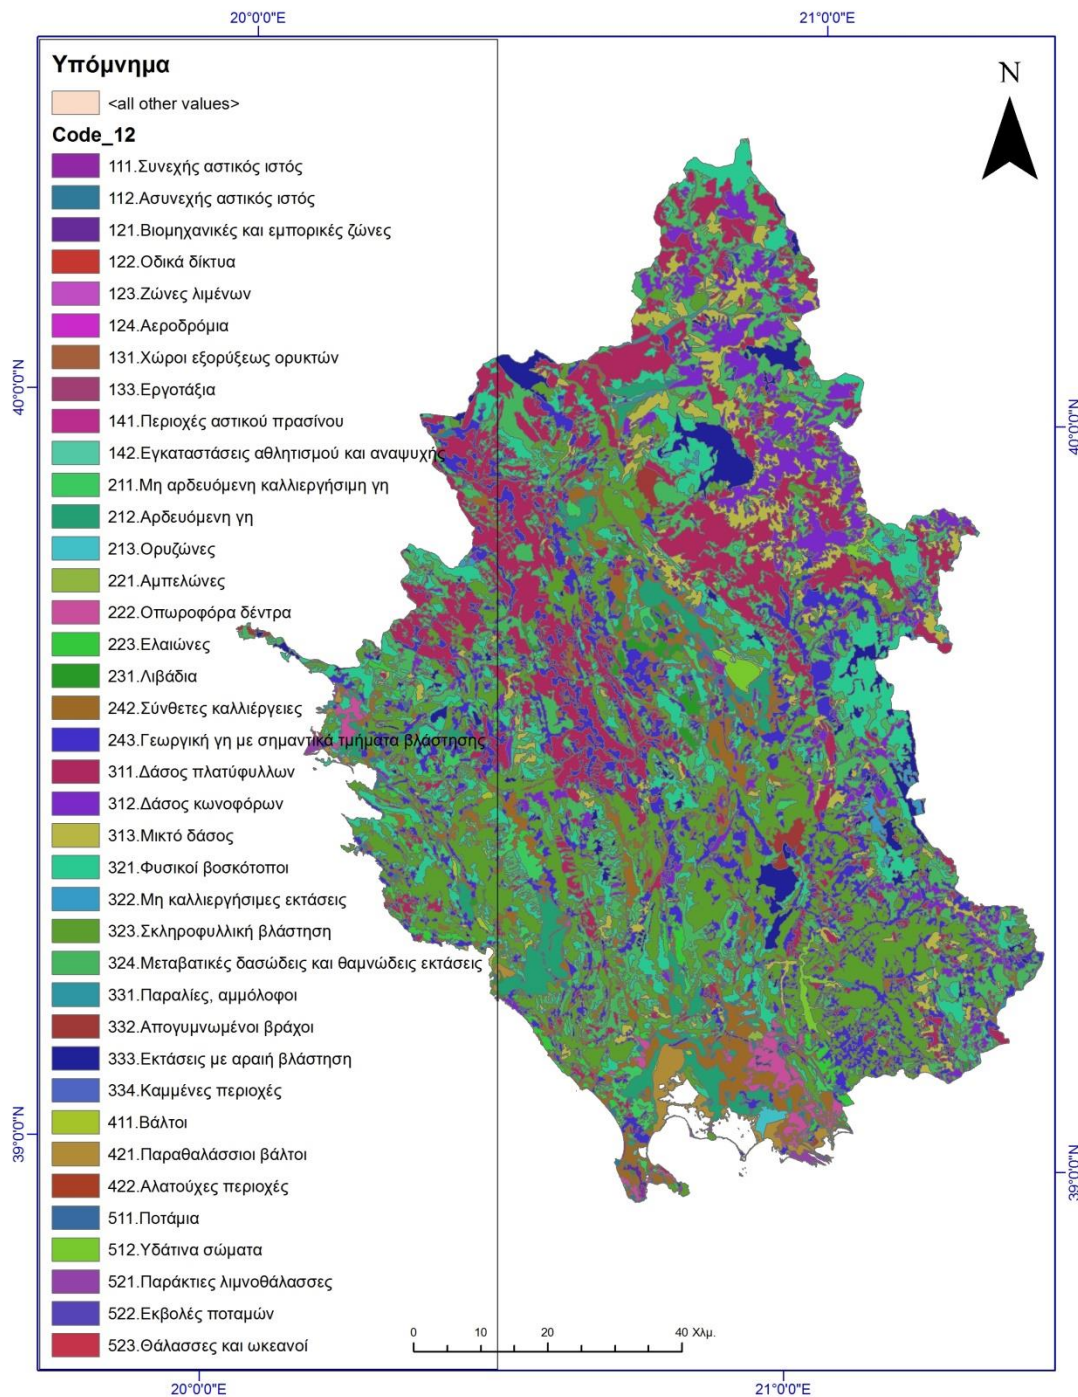 20°0'0"E
21°0'0"E
Υπόμνημα
<all other values>
Code_12
111.Συνεχής αστικός ιστός
112.Ασυνεχής αστικός ιστός
121.Βιομηχανικές και εμπορικές ζώνες
122.Οδικά δίκτυα
123.Ζώνες λιμένων
124.Αεροδρόμια
131.Χώροι εξορύξεως ορυκτών
133.Εργοτάξια
141.Περιοχές αστικού πρασίνου
142.Εγκαταστάσεις αθλητισμού και αναψυχής
211.Μη αρδευόμενη καλλιεργήσιμη γη
212.Αρδευόμενη γη
213.Ορυζώνες
221.Αμπελώνες
222.Οπωροφόρα δέντρα
223.Ελαιώνες
231.Λιβάδια
242.Σύνθετες καλλιέργειες
243.Γεωργική γη με σημαντικά τμήματα βλάστησης
311.Δάσος πλατύφυλλων
312.Δάσος κωνοφόρων
313.Μικτό δάσος
321.Φυσικοί βοσκότοποι
322.Μη καλλιεργήσιμες εκτάσεις
323.Σκληροφυλλική βλάστηση
324.Μεταβατικές δασώδεις και θαμνώδεις εκτάσεις
331.Παραλίες, αμμόλοφοι
332.Απογυμνωμένοι βράχοι
333.Εκτάσεις με αραιή βλάστηση
334.Καμμένες περιοχές
411.Βάλτοι
421.Παραθαλάσσιοι βάλτοι
422.Αλατούχες περιοχές
511.Ποτάμια
512.Υδάτινα σώματα
521.Παράκτιες λιμνοθάλασσες
522.Εκβολές ποταμών
523.Θάλασσες και ωκεανοί
N
40°0'0"N
40°0'0"N
39°0'0"N
39°0'0"N
0 10 20 40 Χλμ.
20°0'0"E
21°0'0"E